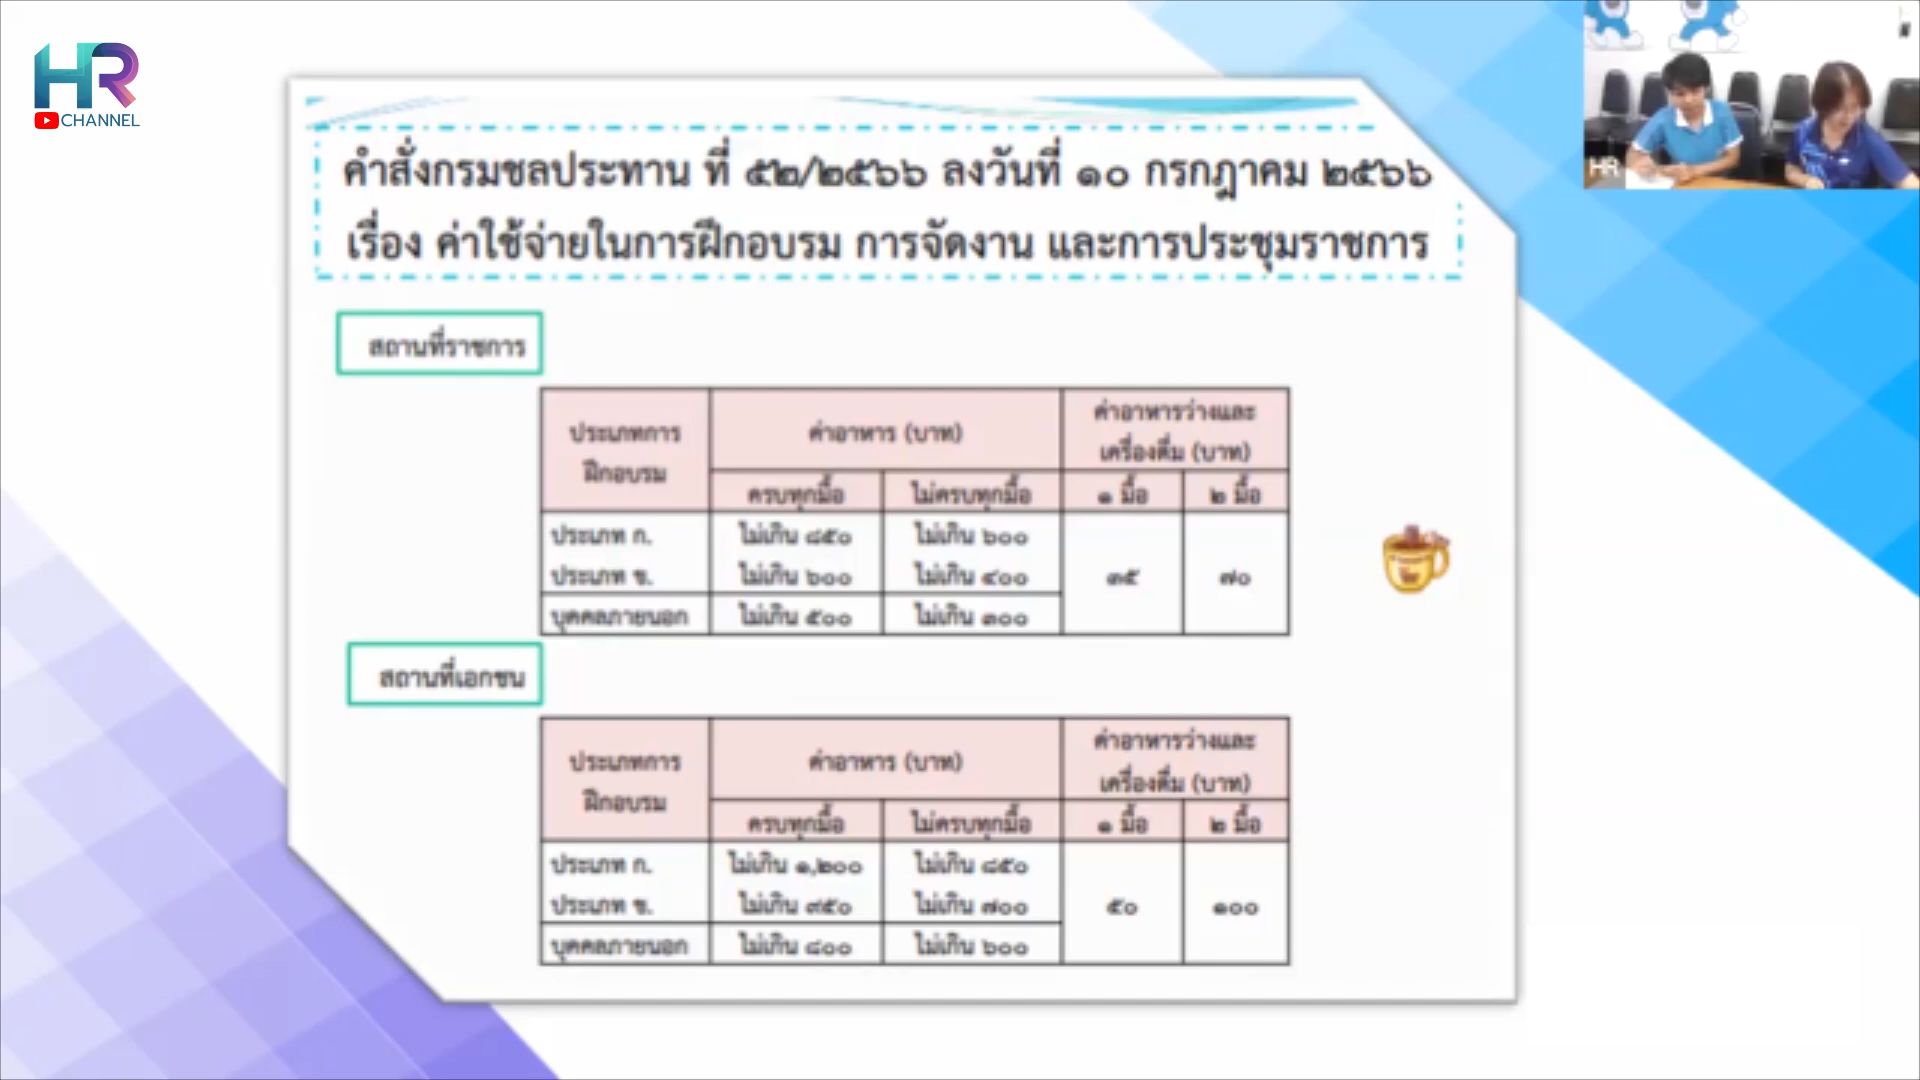 HR
CHANNEL
HR
คำสั่งกรมชลประทาน ที่ ๕๒/๒๕๖๖ ลงวันที่ ๑๐ กรกฎาคม ๒๕๖๖
เรื่อง ค่าใช้จ่ายในการฝึกอบรม การจัดงาน และการประชุมราชการ
สถานที่ราชการ
ประเภทการ
ฝึกอบรม
ค่าอาหาร (บาท)
ค่าอาหารว่างและ
เครื่องดื่ม (บาท)
ครบทุกมื้อ ไม่ครบทุกมื้อ ๑ มื้อ ๒ มื้อ
ประเภท ก. ไม่เกิน ๘๕๐ ไม่เกิน ๖๐๐
ประเภท ข. ไม่เกิน ๖๐๐ ไม่เกิน ๔๐๐ ๓๕ ๗๐
บุคคลภายนอก ไม่เกิน ๕๐๐ ไม่เกิน ๓๐๐
สถานที่เอกชน
ประเภทการ
ฝึกอบรม
ค่าอาหาร (บาท)
ค่าอาหารว่างและ
เครื่องดื่ม (บาท)
ครบทุกมื้อ ไม่ครบทุกมื้อ ๑ มื้อ ๒ มื้อ
ประเภท ก. ไม่เกิน ๑,๒๐๐ ไม่เกิน ๘๕๐
ประเภท ข. ไม่เกิน ๙๕๐ ไม่เกิน ๗๐๐ ๕๐ ๑๐๐
บุคคลภายนอก ไม่เกิน ๘๐๐ ไม่เกิน ๖๐๐